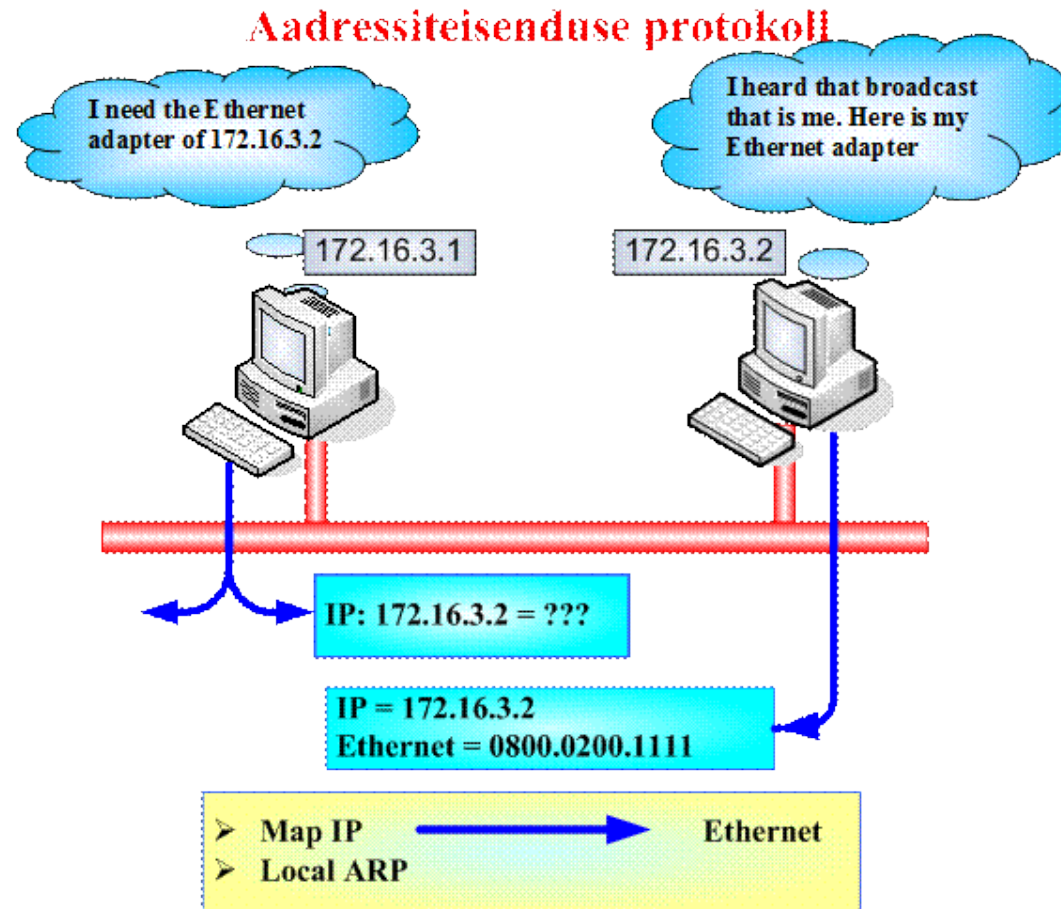 Aadressiteisenduse protokoll
I need the Ethernet
adapter of 172.16.3.2
I heard that broadcast
that is me. Here is my
Ethernet adapter
172.16.3.1
172.16.3.2
IP: 172.16.3.2 = ???
IP = 172.16.3.2
Ethernet = 0800.0200.1111
➢ Map IP Ethernet
➢ Local ARP